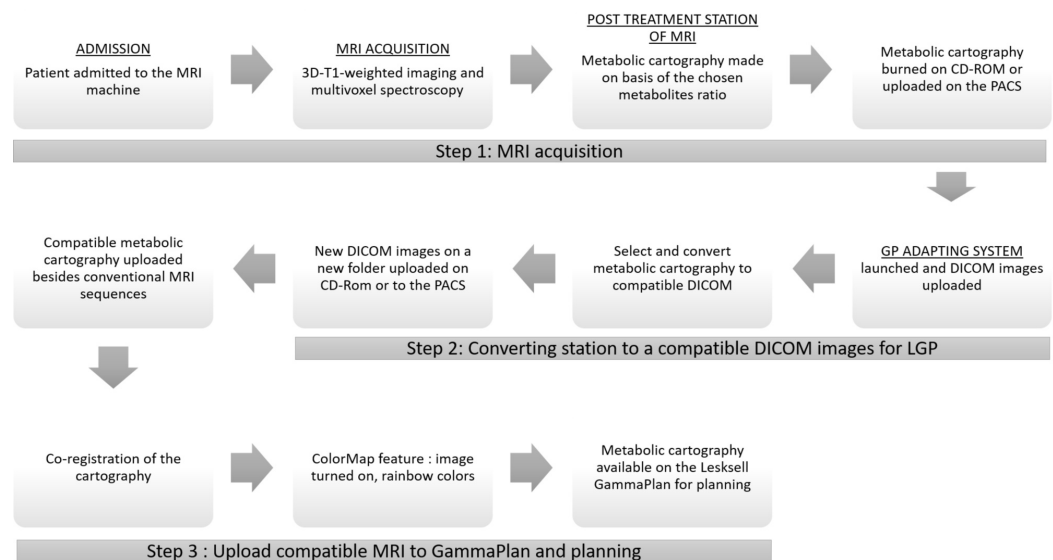 ADMISSION
Patient admitted to the MRI
machine
MRI ACQUISITION
3D-T1-weighted imaging and
multivoxel spectroscopy
POST TREATMENT STATION
OF MRI
Metabolic cartography made
on basis of the chosen
metabolites ratio
Metabolic cartography
burned on CD-ROM or
uploaded on the PACS
Step 1: MRI acquisition
GP ADAPTING SYSTEM
launched and DICOM images
uploaded
Select and convert
metabolic cartography to
compatible DICOM
New DICOM images on a
new folder uploaded on
CD-Rom or to the PACS
Compatible metabolic
cartography uploaded
besides conventional MRI
sequences
Step 2: Converting station to a compatible DICOM images for LGP
Co-registration of the
cartography
ColorMap feature : image
turned on, rainbow colors
Metabolic cartography
available on the Lesksell
GammaPlan for planning
Step 3 : Upload compatible MRI to GammaPlan and planning